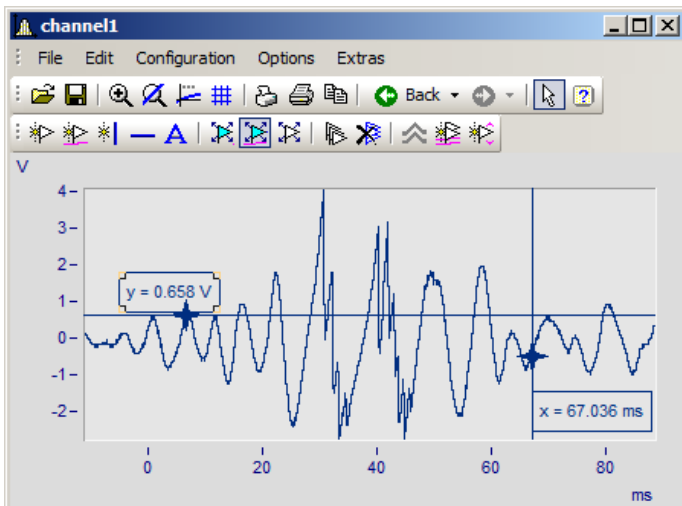 channel1
File Edit Configuration Options Extras
Back
A
V
4
3
2
1
0
-1
-2
y = 0.658 V
x = 67.036 ms
0 20 40 60 80
ms